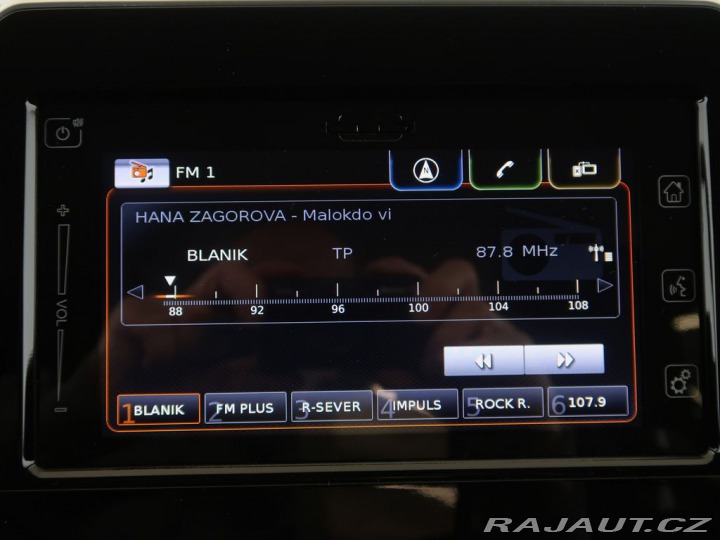 FM 1
HANA ZAGOROVA - Malokdo vi
BLANIK TP 87.8 MHz
88 92 96 100 104 108
1 BLANIK 2 FM PLUS 3 R-SEVER 4 IMPULS 5 ROCK R. 6 107.9
+
VOL
-
N
RAJAUT.CZ